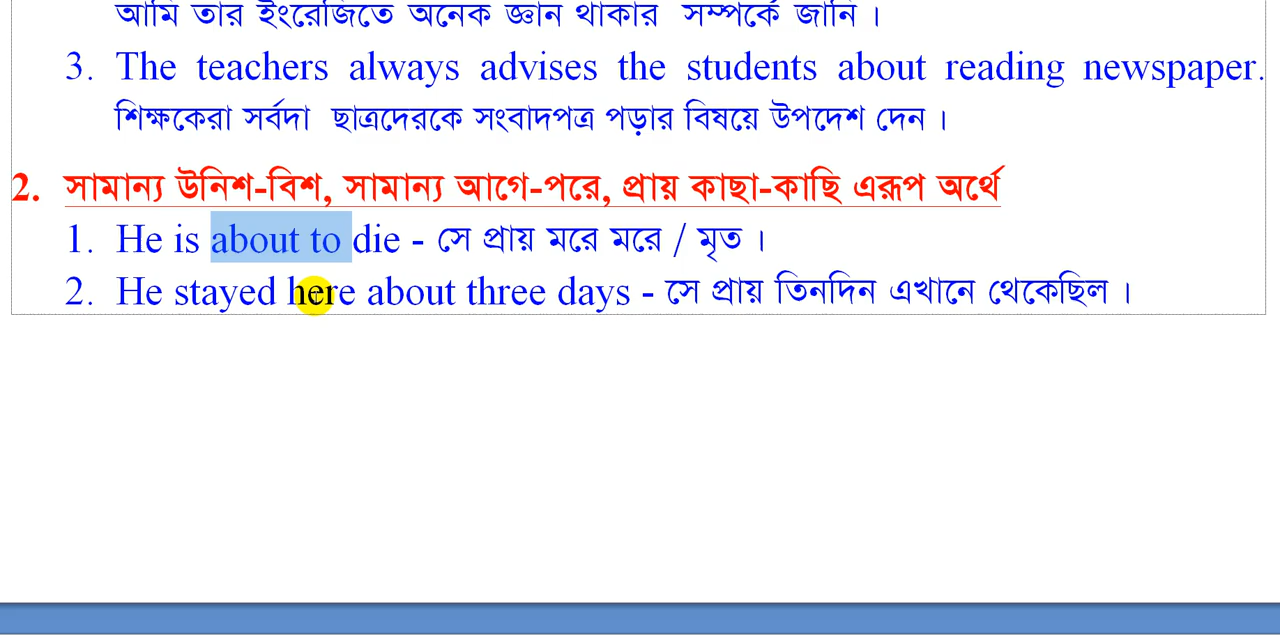 আমি তার ইংরেজিতে অনেক জ্ঞান থাকার সম্পর্কে জানি ।
3. The teachers always advises the students about reading newspaper.
শিক্ষকেরা সর্বদা ছাত্রদেরকে সংবাদপত্র পড়ার বিষয়ে উপদেশ দেন ।
2. সামান্য উনিশ-বিশ, সামান্য আগে-পরে, প্রায় কাছা-কাছি এরূপ অর্থে
1. He is about to die - সে প্রায় মরে মরে / মৃত ।
2. He stayed here about three days - সে প্রায় তিনদিন এখানে থেকেছিল ।